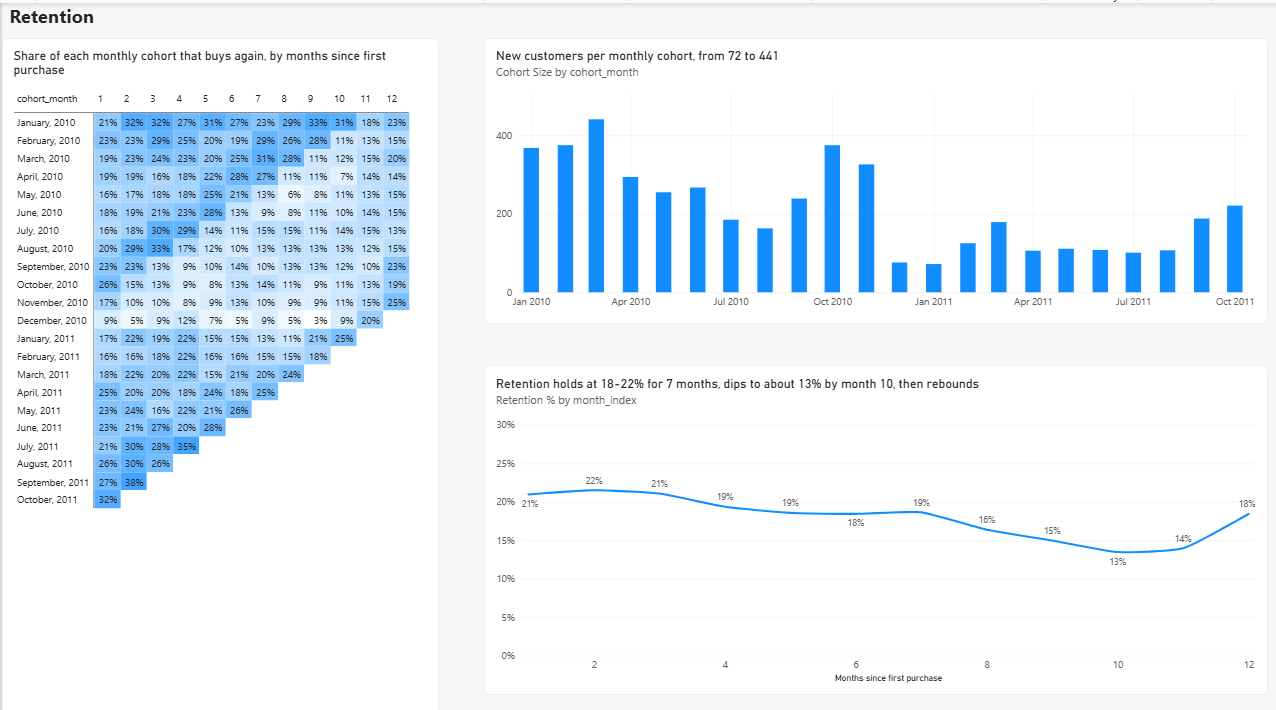 Retention
Share of each monthly cohort that buys again, by months since first
purchase
cohort_month 1 2 3 4 5 6 7 8 9 10 11 12
January, 2010 21% 32% 32% 27% 31% 27% 23% 29% 33% 31% 18% 23%
February, 2010 23% 23% 29% 25% 20% 19% 29% 26% 28% 11% 13% 15%
March, 2010 19% 23% 24% 23% 20% 25% 31% 28% 11% 12% 15% 20%
April, 2010 19% 19% 16% 18% 22% 28% 27% 11% 11% 7% 14% 14%
May, 2010 16% 17% 18% 18% 25% 21% 13% 6% 8% 11% 13% 15%
June, 2010 18% 19% 21% 23% 28% 13% 9% 8% 11% 10% 14% 15%
July, 2010 16% 18% 30% 29% 14% 11% 15% 15% 11% 14% 15% 13%
August, 2010 20% 29% 33% 17% 12% 10% 13% 13% 13% 13% 12% 15%
September, 2010 23% 23% 13% 9% 10% 14% 10% 13% 13% 12% 10% 23%
October, 2010 26% 15% 13% 9% 8% 13% 14% 11% 9% 11% 13% 19%
November, 2010 17% 10% 10% 8% 9% 13% 10% 9% 9% 11% 15% 25%
December, 2010 9% 5% 9% 12% 7% 5% 9% 5% 3% 9% 20%
January, 2011 17% 22% 19% 22% 15% 15% 13% 11% 21% 25%
February, 2011 16% 16% 18% 22% 16% 16% 15% 15% 18%
March, 2011 18% 22% 20% 22% 15% 21% 20% 24%
April, 2011 25% 20% 20% 18% 24% 18% 25%
May, 2011 23% 24% 16% 22% 21% 26%
June, 2011 23% 21% 27% 20% 28%
July, 2011 21% 30% 28% 35%
August, 2011 26% 30% 26%
September, 2011 27% 38%
October, 2011 32%
New customers per monthly cohort, from 72 to 441
Cohort Size by cohort_month
400
200
0
Jan 2010 Apr 2010 Jul 2010 Oct 2010 Jan 2011 Apr 2011 Jul 2011 Oct 2011
Retention holds at 18-22% for 7 months, dips to about 13% by month 10, then rebounds
Retention % by month_index
30%
25%
20%
15%
10%
5%
0%
21% 22% 21% 19% 19% 18% 19% 16% 15% 13% 14% 18%
2 4 6 8 10 12
Months since first purchase